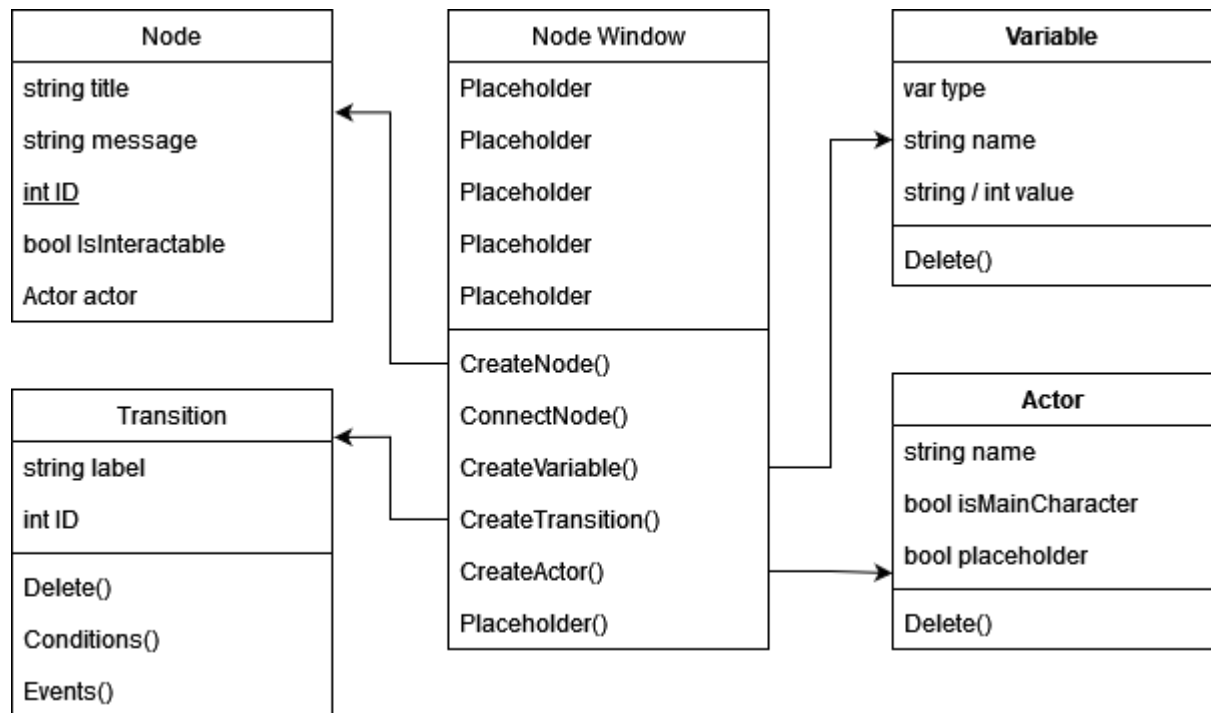 Node
string title
string message
int ID
bool IsInteractable
Actor actor
Transition
string label
int ID
Delete()
Conditions()
Events()
Node Window
Placeholder
Placeholder
Placeholder
Placeholder
Placeholder
CreateNode()
ConnectNode()
CreateVariable()
CreateTransition()
CreateActor()
Placeholder()
Variable
var type
string name
string / int value
Delete()
Actor
string name
bool isMainCharacter
bool placeholder
Delete()